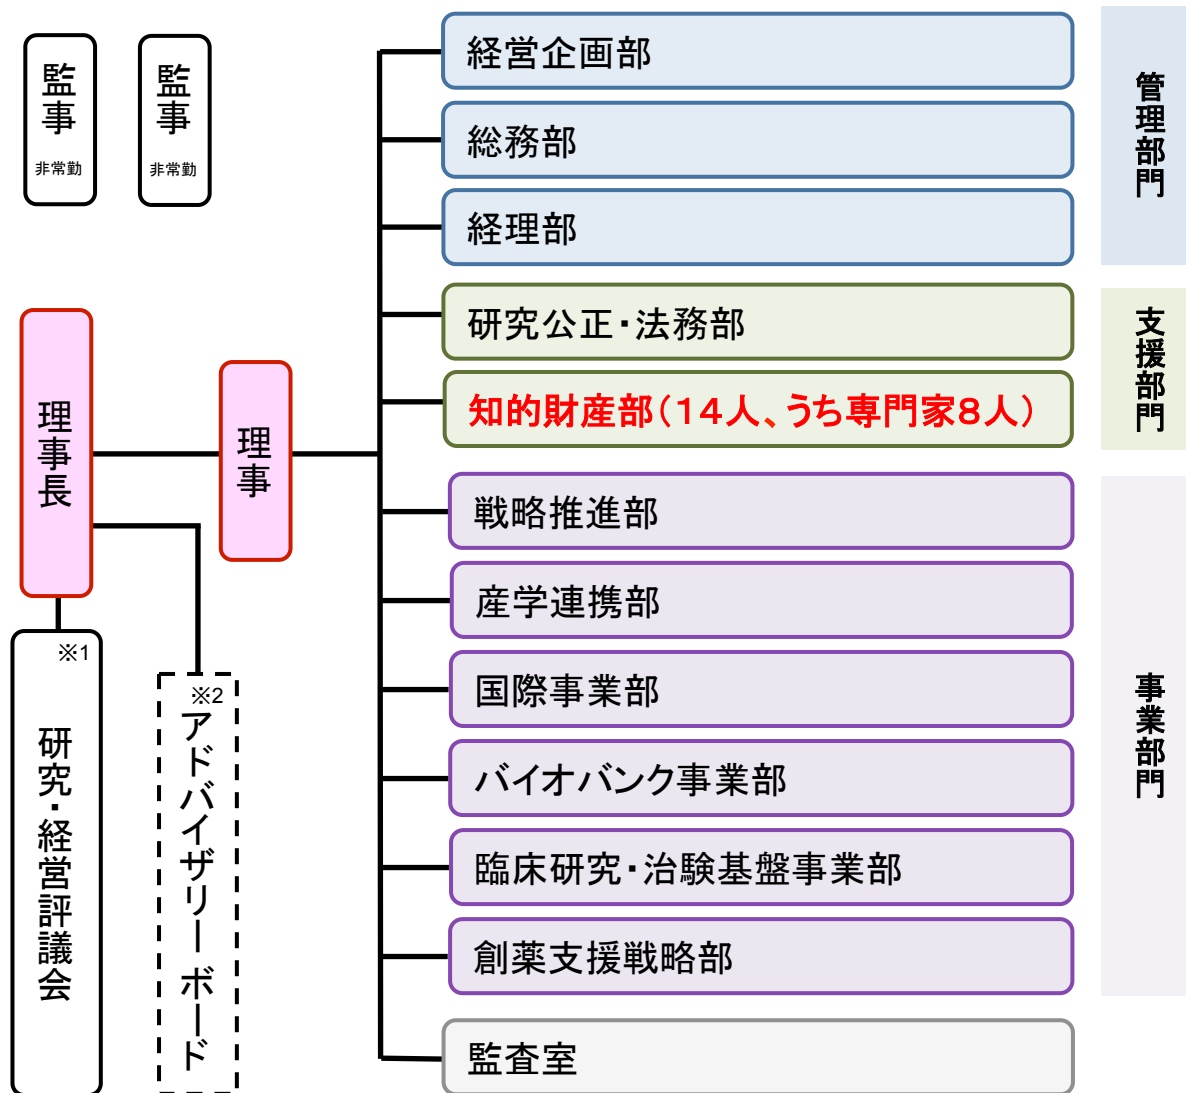 監事
非常勤
監事
非常勤
理事長
理事
※1
研究・経営評議会
※2
アドバイザリーボード
経営企画部
総務部
経理部
研究公正・法務部
知的財産部（１４人、うち専門家８人）
戦略推進部
産学連携部
国際事業部
バイオバンク事業部
臨床研究・治験基盤事業部
創薬支援戦略部
監査室
管理部門
支援部門
事業部門